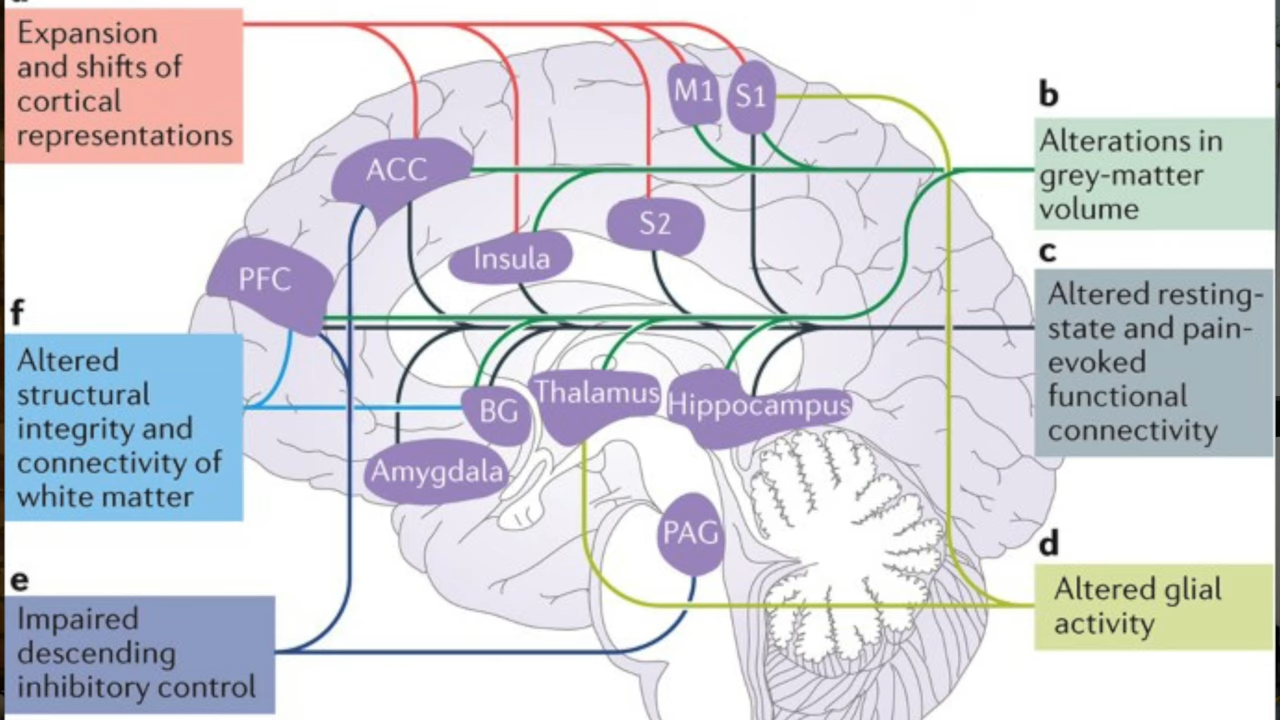 Expansion
and shifts of
cortical
representations
M1
S1
b
Alterations in
grey-matter
volume
ACC
S2
Insula
PFC
c
Altered resting-
state and pain-
evoked
functional
connectivity
f
Altered
structural
integrity and
connectivity of
white matter
BG
Thalamus
Hippocampus
Amygdala
PAG
d
Altered glial
activity
e
Impaired
descending
inhibitory control